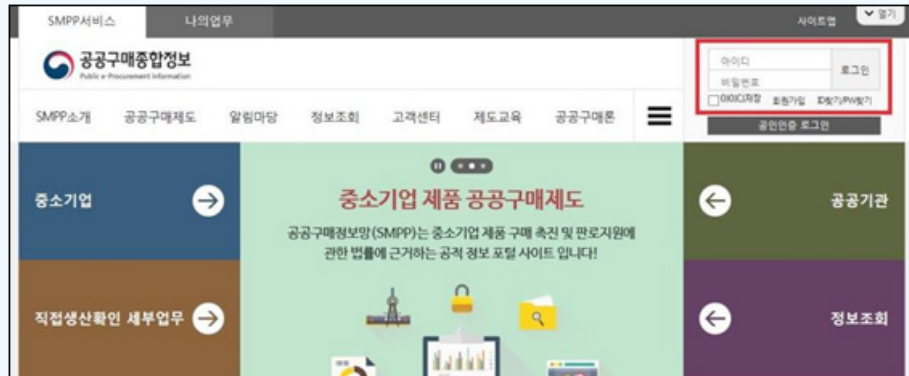 SMPP서비스
나의업무
사이트맵
열기
공공구매종합정보
Public e-Procurement Information
아이디
비밀번호
로그인
아이디저장 회원가입 ID찾기/PW찾기
공인인증 로그인
SMPP소개 공공구매제도 알림마당 정보조회 고객센터 제도교육 공공구매론
중소기업
직접생산확인 세부업무
중소기업 제품 공공구매제도
공공구매정보망(SMPP)는 중소기업 제품 구매 촉진 및 판로지원에
관한 법률에 근거하는 공적 정보 포털 사이트 입니다!
공공기관
정보조회